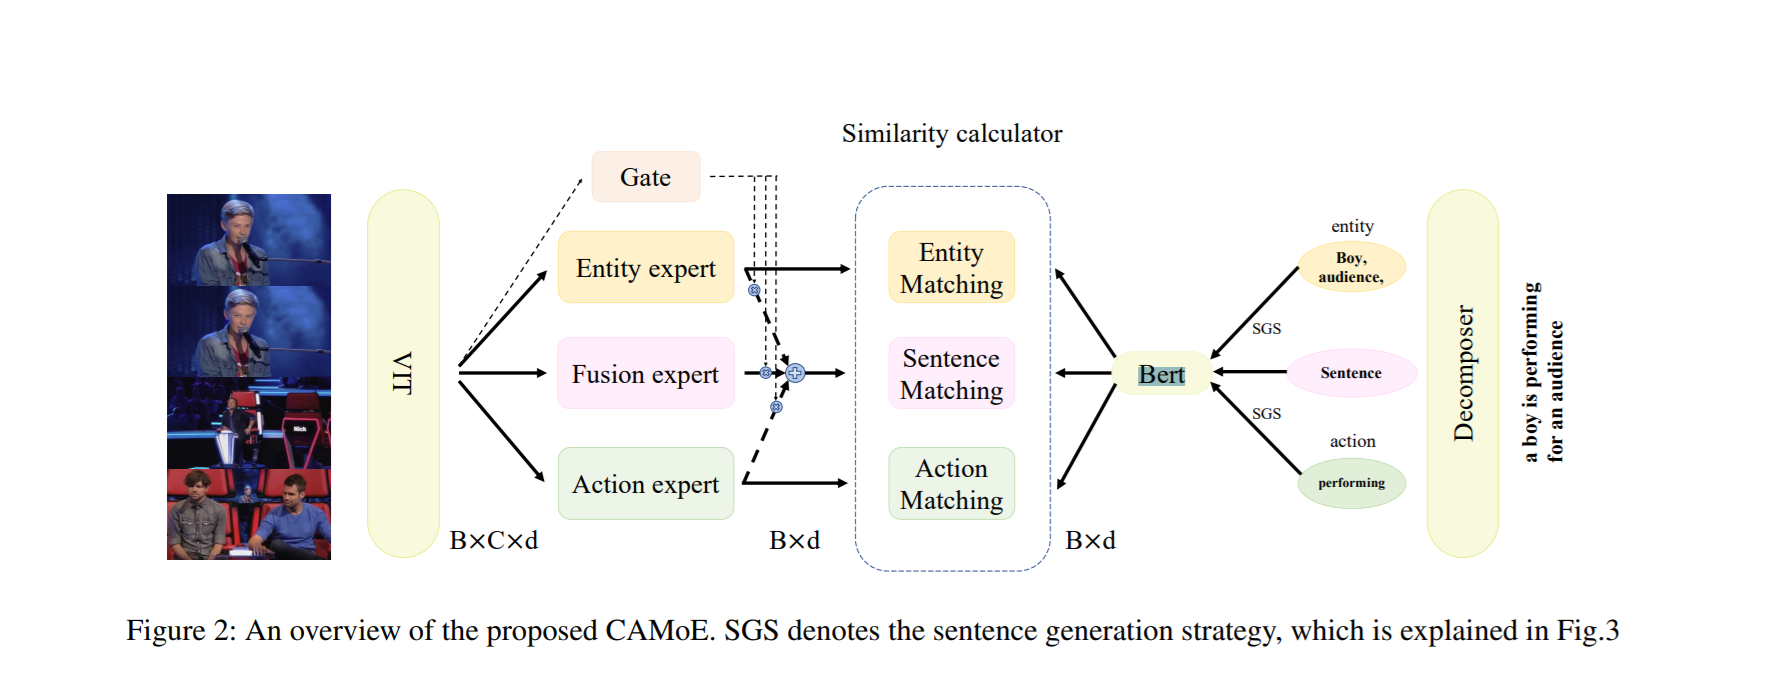 Similarity calculator
Gate
VIT
Entity expert
Fusion expert
Action expert
B×C×d
B×d
Entity
Matching
Sentence
Matching
Action
Matching
B×d
Bert
SGS
SGS
entity
Boy,
audience,
Sentence
action
performing
Decomposer
a boy is performing
for an audience
Nick
Figure 2: An overview of the proposed CAMoE. SGS denotes the sentence generation strategy, which is explained in Fig.3